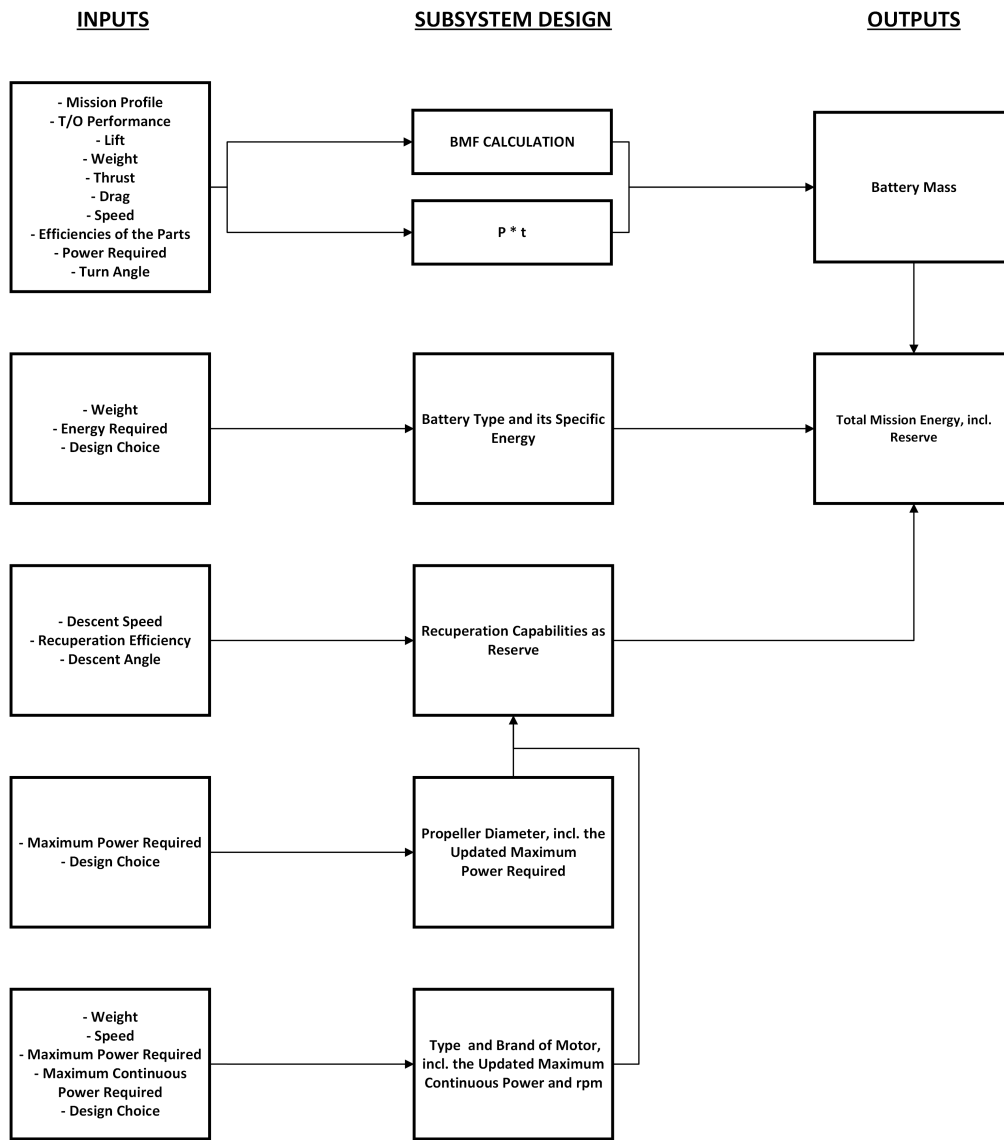 INPUTS
SUBSYSTEM DESIGN
OUTPUTS
- Mission Profile
- T/O Performance
- Lift
- Weight
- Thrust
- Drag
- Speed
- Efficiencies of the Parts
- Power Required
- Turn Angle
BMF CALCULATION
P * t
Battery Mass
- Weight
- Energy Required
- Design Choice
Battery Type and its Specific
Energy
Total Mission Energy, incl.
Reserve
- Descent Speed
- Recuperation Efficiency
- Descent Angle
Recuperation Capabilities as
Reserve
- Maximum Power Required
- Design Choice
Propeller Diameter, incl. the
Updated Maximum
Power Required
- Weight
- Speed
- Maximum Power Required
- Maximum Continuous
Power Required
- Design Choice
Type and Brand of Motor,
incl. the Updated Maximum
Continuous Power and rpm